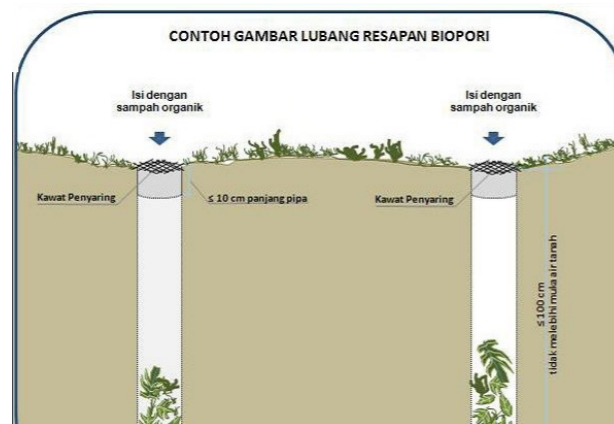 CONTOH GAMBAR LUBANG RESAPAN BIOPORI
Isi dengan
sampah organik
Isi dengan
sampah organik
Kawat Penyaring
≤ 10 cm panjang pipa
Kawat Penyaring
≤ 100 cm
tidak melebihi muka air tanah